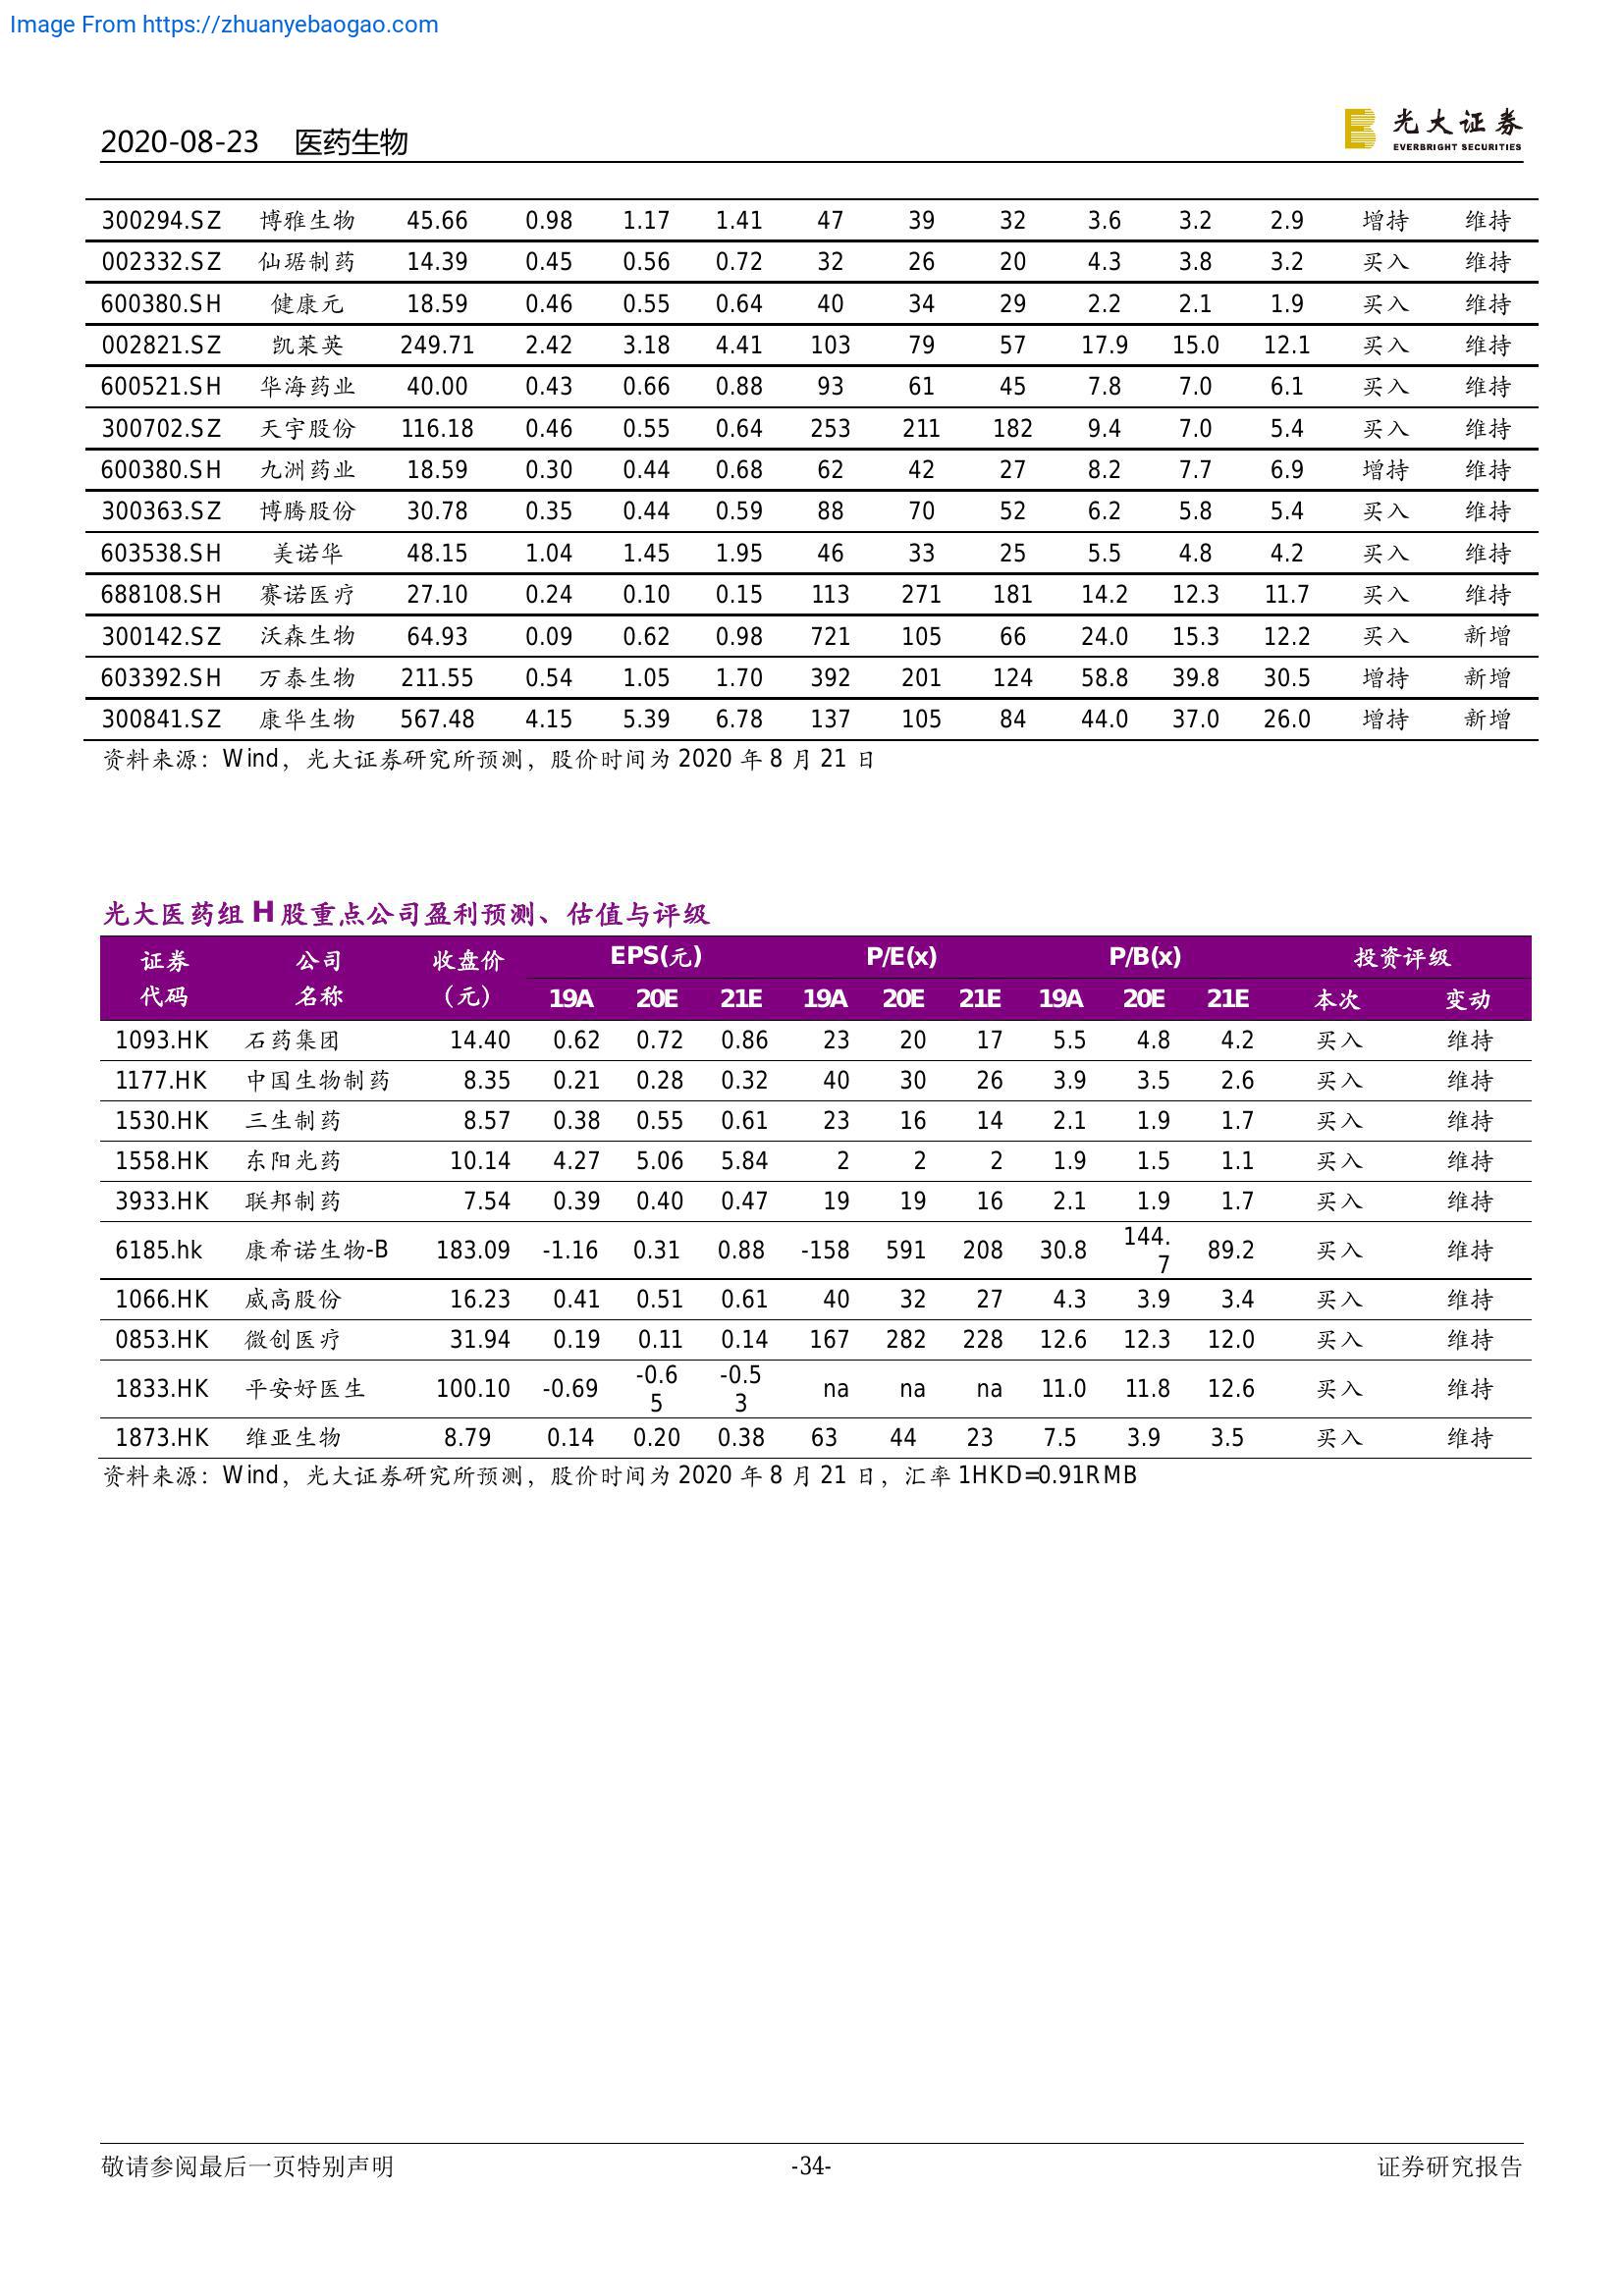 Image From https://zhuanyebaogao.com
2020-08-23 医药生物
光大证券
EVERBRIGHT SECURITIES
300294.SZ 博雅生物 45.66 0.98 1.17 1.41 47 39 32 3.6 3.2 2.9 增持 维持
002332.SZ 仙琚制药 14.39 0.45 0.56 0.72 32 26 20 4.3 3.8 3.2 买入 维持
600380.SH 健康元 18.59 0.46 0.55 0.64 40 34 29 2.2 2.1 1.9 买入 维持
002821.SZ 凯莱英 249.71 2.42 3.18 4.41 103 79 57 17.9 15.0 12.1 买入 维持
600521.SH 华海药业 40.00 0.43 0.66 0.88 93 61 45 7.8 7.0 6.1 买入 维持
300702.SZ 天宇股份 116.18 0.46 0.55 0.64 253 211 182 9.4 7.0 5.4 买入 维持
600380.SH 九洲药业 18.59 0.30 0.44 0.68 62 42 27 8.2 7.7 6.9 增持 维持
300363.SZ 博腾股份 30.78 0.35 0.44 0.59 88 70 52 6.2 5.8 5.4 买入 维持
603538.SH 美诺华 48.15 1.04 1.45 1.95 46 33 25 5.5 4.8 4.2 买入 维持
688108.SH 赛诺医疗 27.10 0.24 0.10 0.15 113 271 181 14.2 12.3 11.7 买入 维持
300142.SZ 沃森生物 64.93 0.09 0.62 0.98 721 105 66 24.0 15.3 12.2 买入 新增
603392.SH 万泰生物 211.55 0.54 1.05 1.70 392 201 124 58.8 39.8 30.5 增持 新增
300841.SZ 康华生物 567.48 4.15 5.39 6.78 137 105 84 44.0 37.0 26.0 增持 新增
资料来源：Wind，光大证券研究所预测，股价时间为 2020 年 8 月 21 日
光大医药组 H 股重点公司盈利预测、估值与评级
证券 公司 收盘价 EPS(元) P/E(x) P/B(x) 投资评级
代码 名称 （元） 19A 20E 21E 19A 20E 21E 19A 20E 21E 本次 变动
1093.HK 石药集团 14.40 0.62 0.72 0.86 23 20 17 5.5 4.8 4.2 买入 维持
1177.HK 中国生物制药 8.35 0.21 0.28 0.32 40 30 26 3.9 3.5 2.6 买入 维持
1530.HK 三生制药 8.57 0.38 0.55 0.61 23 16 14 2.1 1.9 1.7 买入 维持
1558.HK 东阳光药 10.14 4.27 5.06 5.84 2 2 2 1.9 1.5 1.1 买入 维持
3933.HK 联邦制药 7.54 0.39 0.40 0.47 19 19 16 2.1 1.9 1.7 买入 维持
6185.hk 康希诺生物-B 183.09 -1.16 0.31 0.88 -158 591 208 30.8 144.7 89.2 买入 维持
1066.HK 威高股份 16.23 0.41 0.51 0.61 40 32 27 4.3 3.9 3.4 买入 维持
0853.HK 微创医疗 31.94 0.19 0.11 0.14 167 282 228 12.6 12.3 12.0 买入 维持
1833.HK 平安好医生 100.10 -0.69 -0.65 -0.53 na na na 11.0 11.8 12.6 买入 维持
1873.HK 维亚生物 8.79 0.14 0.20 0.38 63 44 23 7.5 3.9 3.5 买入 维持
资料来源：Wind，光大证券研究所预测，股价时间为 2020 年 8 月 21 日，汇率 1HKD=0.91RMB
敬请参阅最后一页特别声明 -34- 证券研究报告